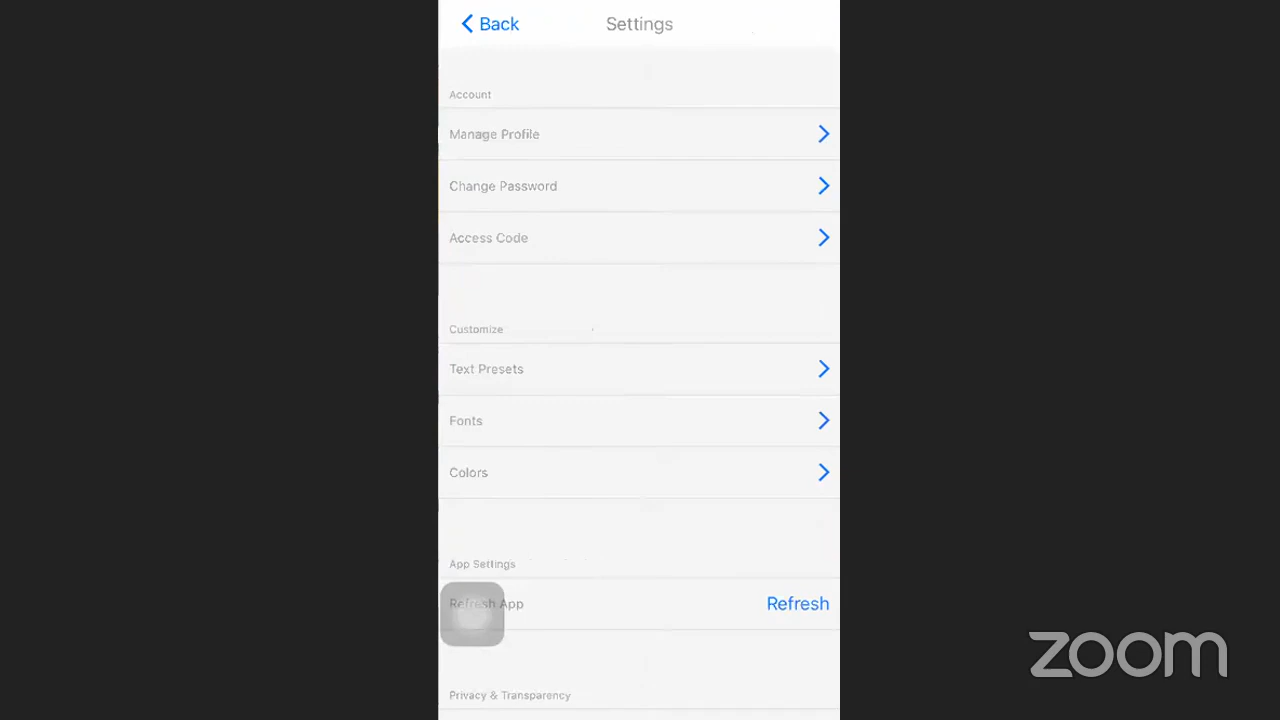 Back
Settings
Account
Manage Profile
Change Password
Access Code
Customize
Text Presets
Fonts
Colors
App Settings
Refresh App
Refresh
Privacy & Transparency
zoom